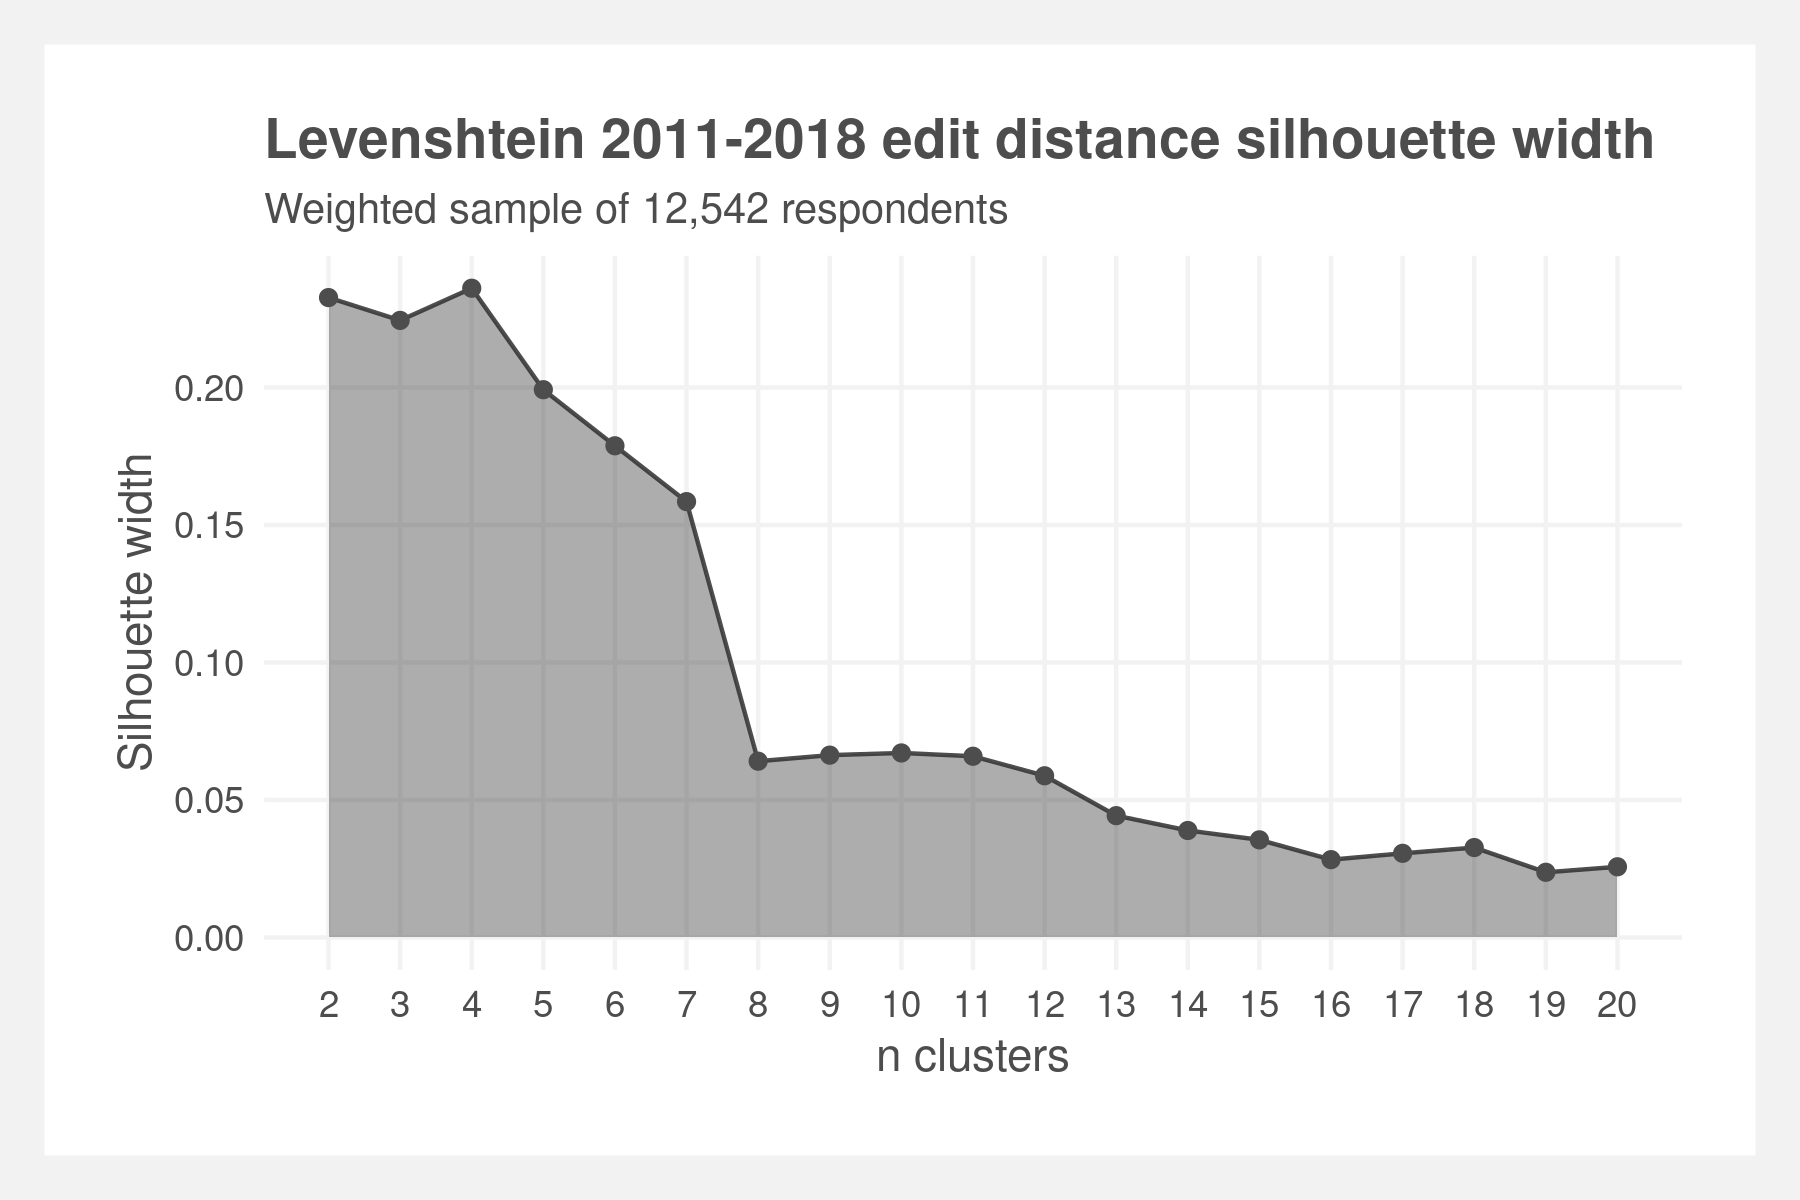 Levenshtein 2011-2018 edit distance silhouette width
Weighted sample of 12,542 respondents
Silhouette width
0.20
0.15
0.10
0.05
0.00
2 3 4 5 6 7 8 9 10 11 12 13 14 15 16 17 18 19 20
n clusters